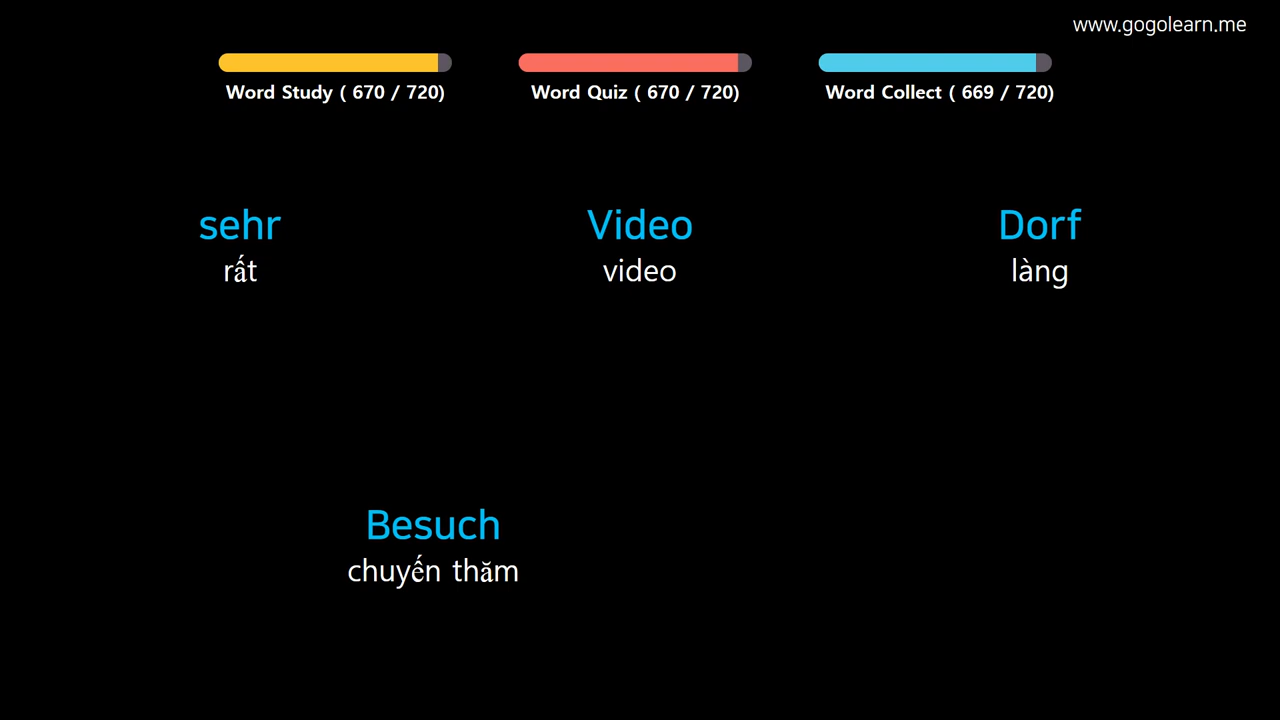 www.gogolearn.me
Word Study ( 670 / 720)
Word Quiz ( 670 / 720)
Word Collect ( 669 / 720)
sehr
rất
Video
video
Dorf
làng
Besuch
chuyến thăm